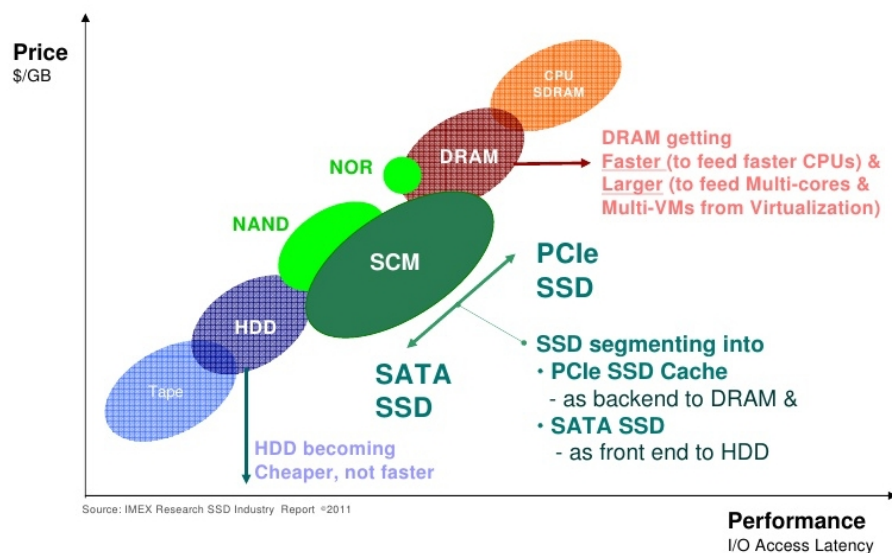 Price
$/GB
CPU
SDRAM
DRAM
NOR
DRAM getting
Faster (to feed faster CPUs) &
Larger (to feed Multi-cores &
Multi-VMs from Virtualization)
NAND
SCM
PCIe
SSD
HDD
SATA
SSD
Tape
• SSD segmenting into
• PCIe SSD Cache
- as backend to DRAM &
• SATA SSD
- as front end to HDD
HDD becoming
Cheaper, not faster
Source: IMEX Research SSD Industry Report ©2011
Performance
I/O Access Latency